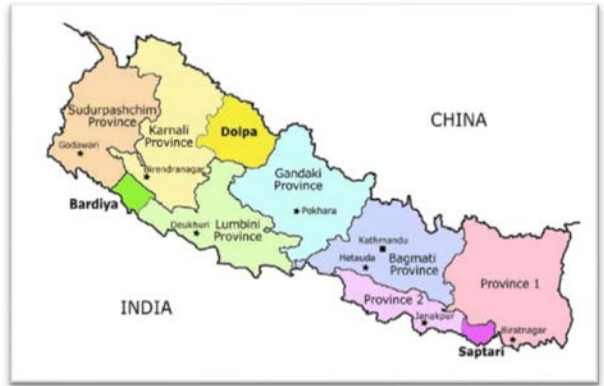 Sudurpashchim
Province
Godawari
Karnali
Province
Birendranagar
Dolpa
CHINA
Gandaki
Province
Pokhara
Bardiya
Deukhuri
Lumbini
Province
Kathmandu
Hetauda
Bagmati
Province
INDIA
Province 1
Province 2
Janakpur
Biratnagar
Saptari